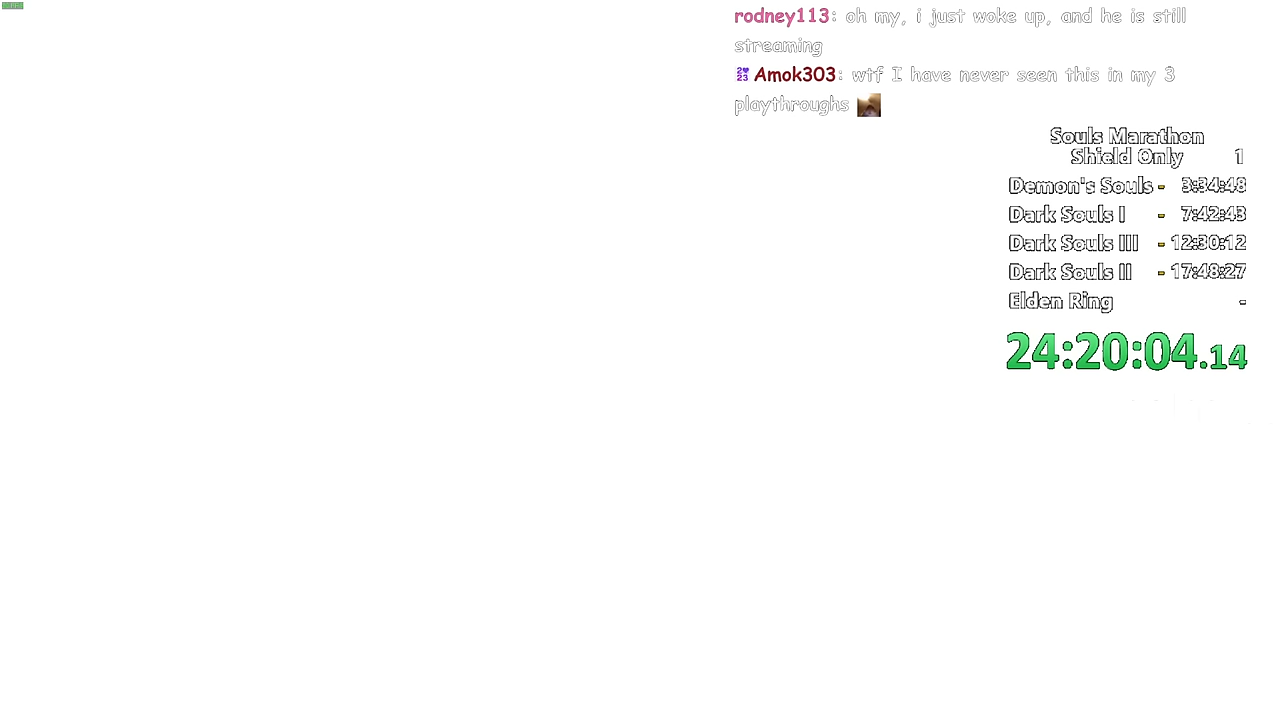 rodney113: oh my, i just woke up, and he is still
streaming
Amok303: wtf I have never seen this in my 3
playthroughs
Souls Marathon
Shield Only 1
Demon's Souls - 3:34:48
Dark Souls I - 7:42:43
Dark Souls III - 12:30:12
Dark Souls II - 17:48:27
Elden Ring -
24:20:04.14